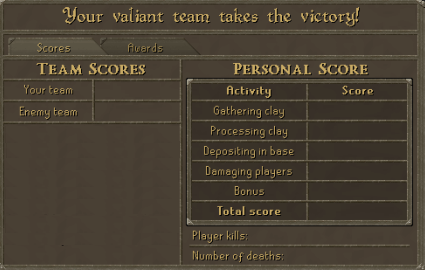 Your valiant team takes the victory!
Scores Awards
TEAM SCORES
Your team
Enemy team
PERSONAL SCORE
Activity Score
Gathering clay
Processing clay
Depositing in base
Damaging players
Bonus
Total score
Player kills:
Number of deaths: